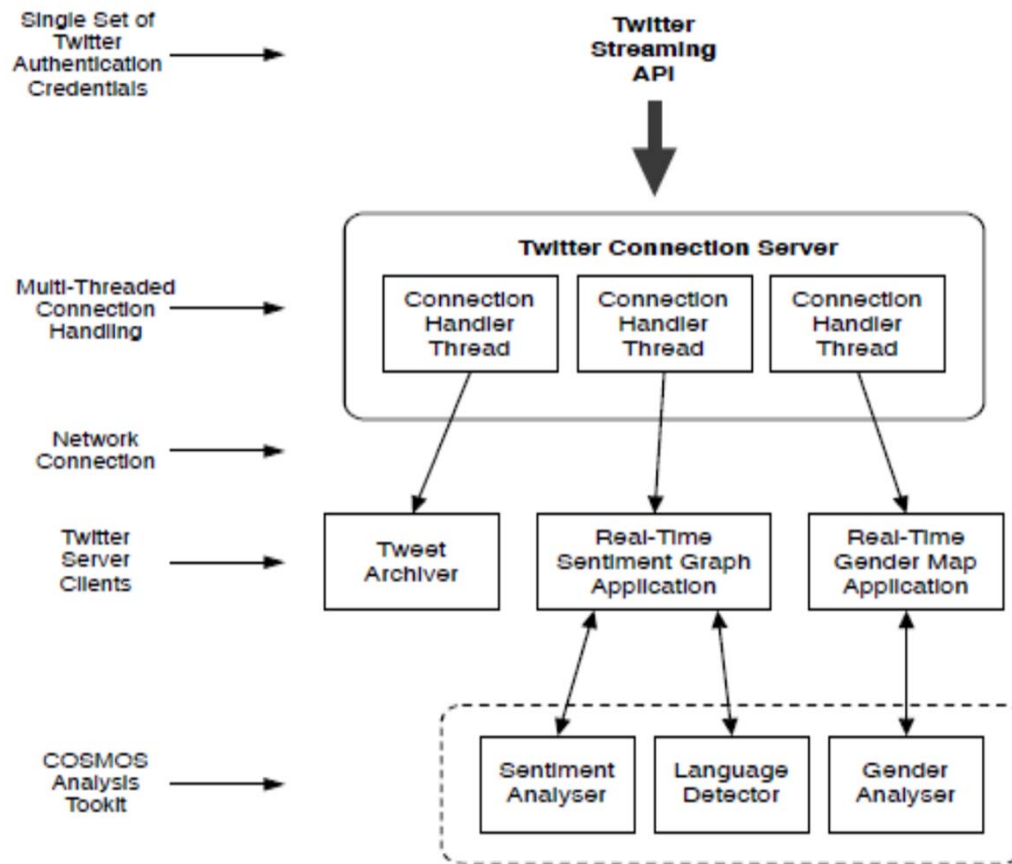 Single Set of
Twitter
Authentication
Credentials
Twitter
Streaming
API
Twitter Connection Server
Multi-Threaded
Connection
Handling
Connection
Handler
Thread
Connection
Handler
Thread
Connection
Handler
Thread
Network
Connection
Twitter
Server
Clients
Tweet
Archiver
Real-Time
Sentiment Graph
Application
Real-Time
Gender Map
Application
COSMOS
Analysis
Tookit
Sentiment
Analyser
Language
Detector
Gender
Analyser